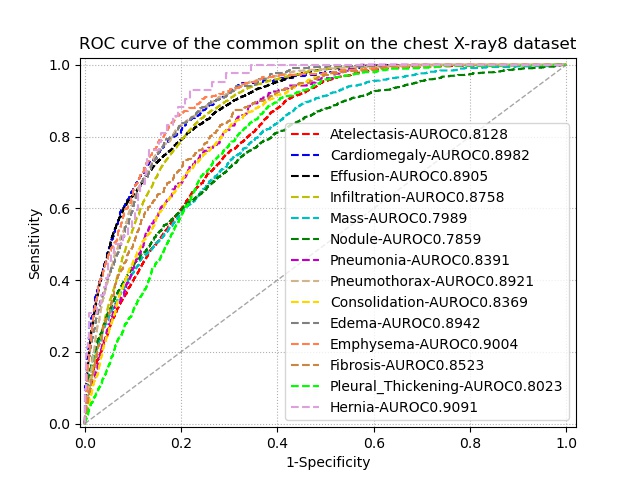 ROC curve of the common split on the chest X-ray8 dataset
Sensitivity
1.0
0.8
0.6
0.4
0.2
0.0
Atelectasis-AUROC0.8128
Cardiomegaly-AUROC0.8982
Effusion-AUROC0.8905
Infiltration-AUROC0.8758
Mass-AUROC0.7989
Nodule-AUROC0.7859
Pneumonia-AUROC0.8391
Pneumothorax-AUROC0.8921
Consolidation-AUROC0.8369
Edema-AUROC0.8942
Emphysema-AUROC0.9004
Fibrosis-AUROC0.8523
Pleural_Thickening-AUROC0.8023
Hernia-AUROC0.9091
0.0 0.2 0.4 0.6 0.8 1.0
1-Specificity